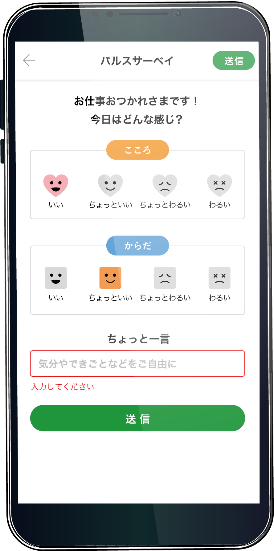 パルスサーベイ 送信
お仕事おつかれさまです！
今日はどんな感じ？
こころ
いい ちょっといい ちょっとわるい わるい
からだ
いい ちょっといい ちょっとわるい わるい
ちょっと一言
気分やできごとなどをご自由に
入力してください
送信